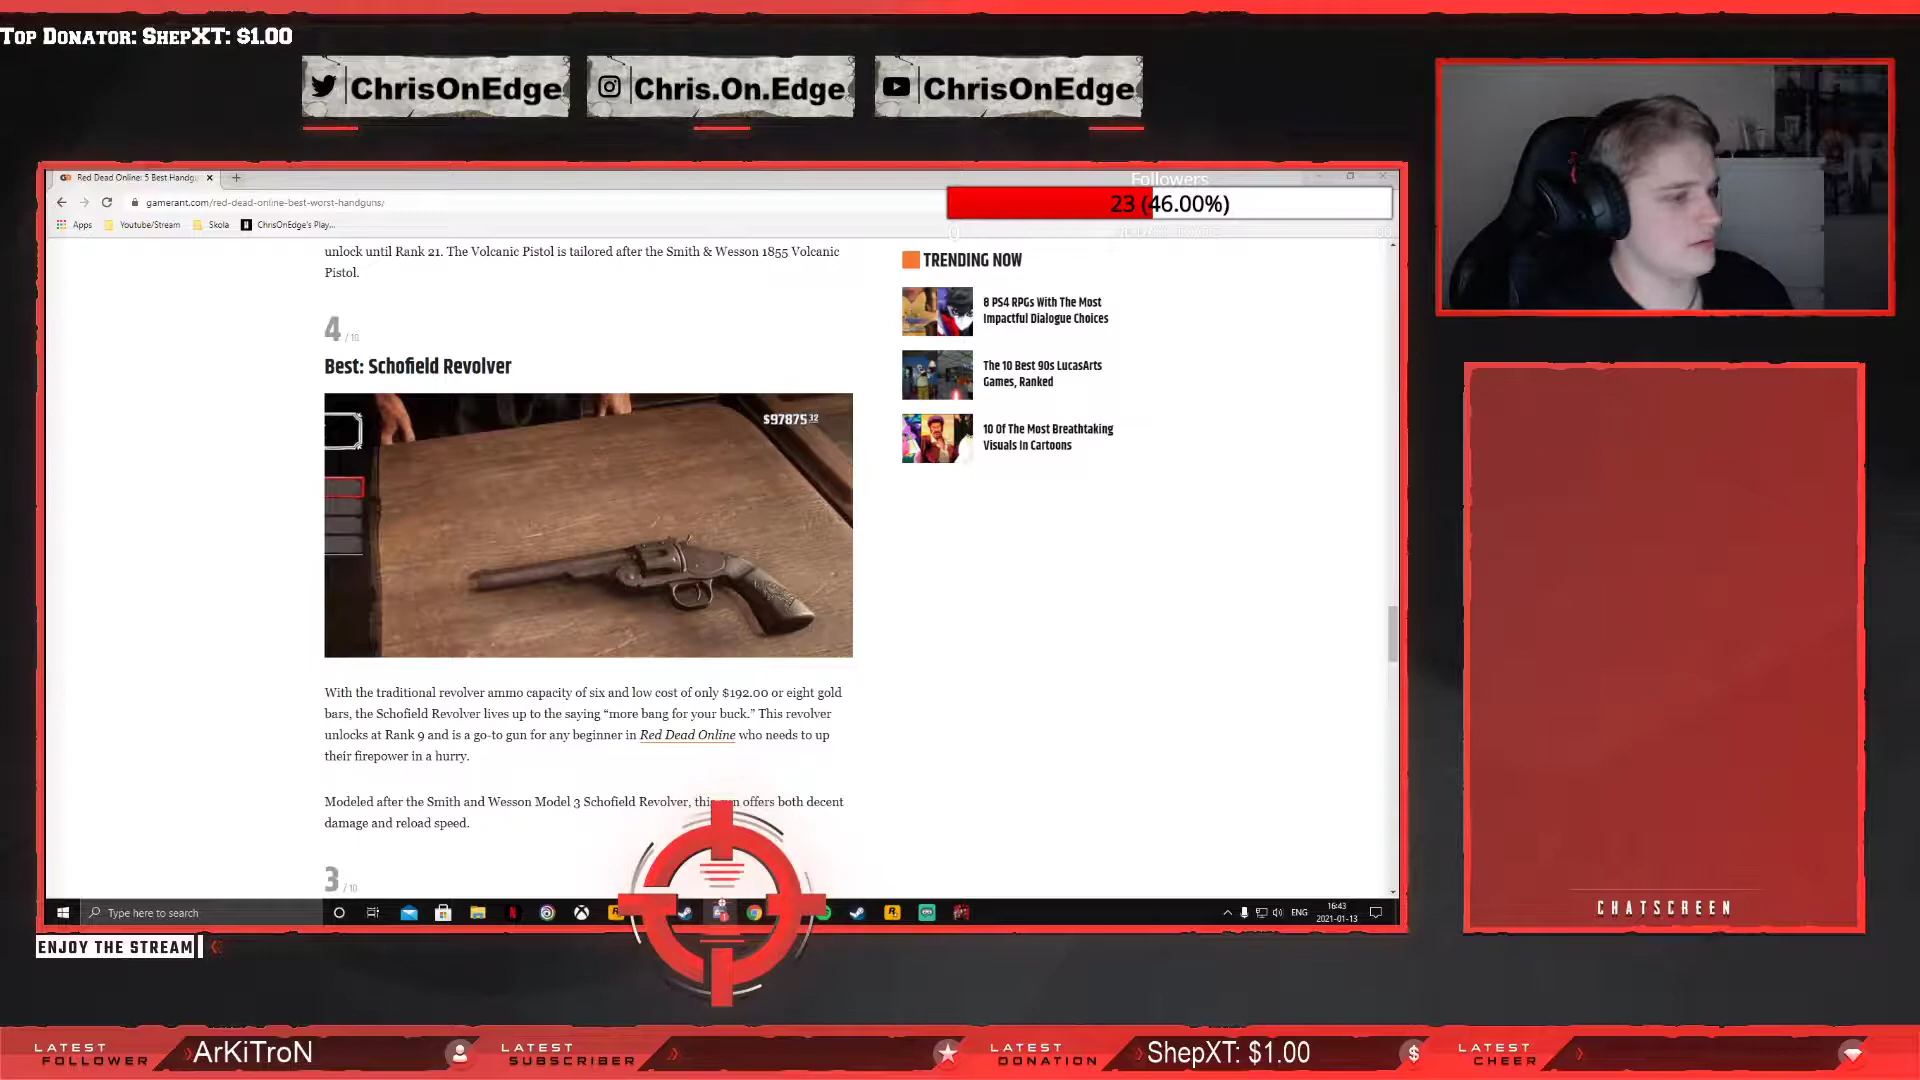 Top Donator: ShepXT: $1.00
ChrisOnEdge
Chris.On.Edge
ChrisOnEdge
Red Dead Online: 5 Best Handgu
gamerant.com/red-dead-online-best-worst-handguns/
Apps
Youtube/Stream
Skola
ChrisOnEdge's Play...
Followers
23 (46.00%)
0
unlock until Rank 21. The Volcanic Pistol is tailored after the Smith & Wesson 1855 Volcanic
Pistol.
4 / 10
Best: Schofield Revolver
$97875.32
With the traditional revolver ammo capacity of six and low cost of only $192.00 or eight gold
bars, the Schofield Revolver lives up to the saying “more bang for your buck.” This revolver
unlocks at Rank 9 and is a go-to gun for any beginner in Red Dead Online who needs to up
their firepower in a hurry.
Modeled after the Smith and Wesson Model 3 Schofield Revolver, this gun offers both decent
damage and reload speed.
3 / 10
TRENDING NOW
8 PS4 RPGs With The Most
Impactful Dialogue Choices
The 10 Best 90s LucasArts
Games, Ranked
10 Of The Most Breathtaking
Visuals In Cartoons
Type here to search
ENG
16:43
2021-01-13
CHATSCREEN
ENJOY THE STREAM
LATEST FOLLOWER
ArKiTroN
LATEST SUBSCRIBER
LATEST DONATION
ShepXT: $1.00
LATEST CHEER